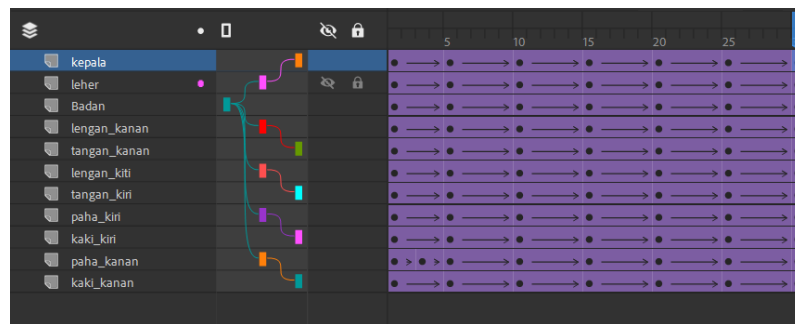 5 10 15 20 25
kepala
leher
Badan
lengan_kanan
tangan_kanan
lengan_kiti
tangan_kiri
paha_kiri
kaki_kiri
paha_kanan
kaki_kanan